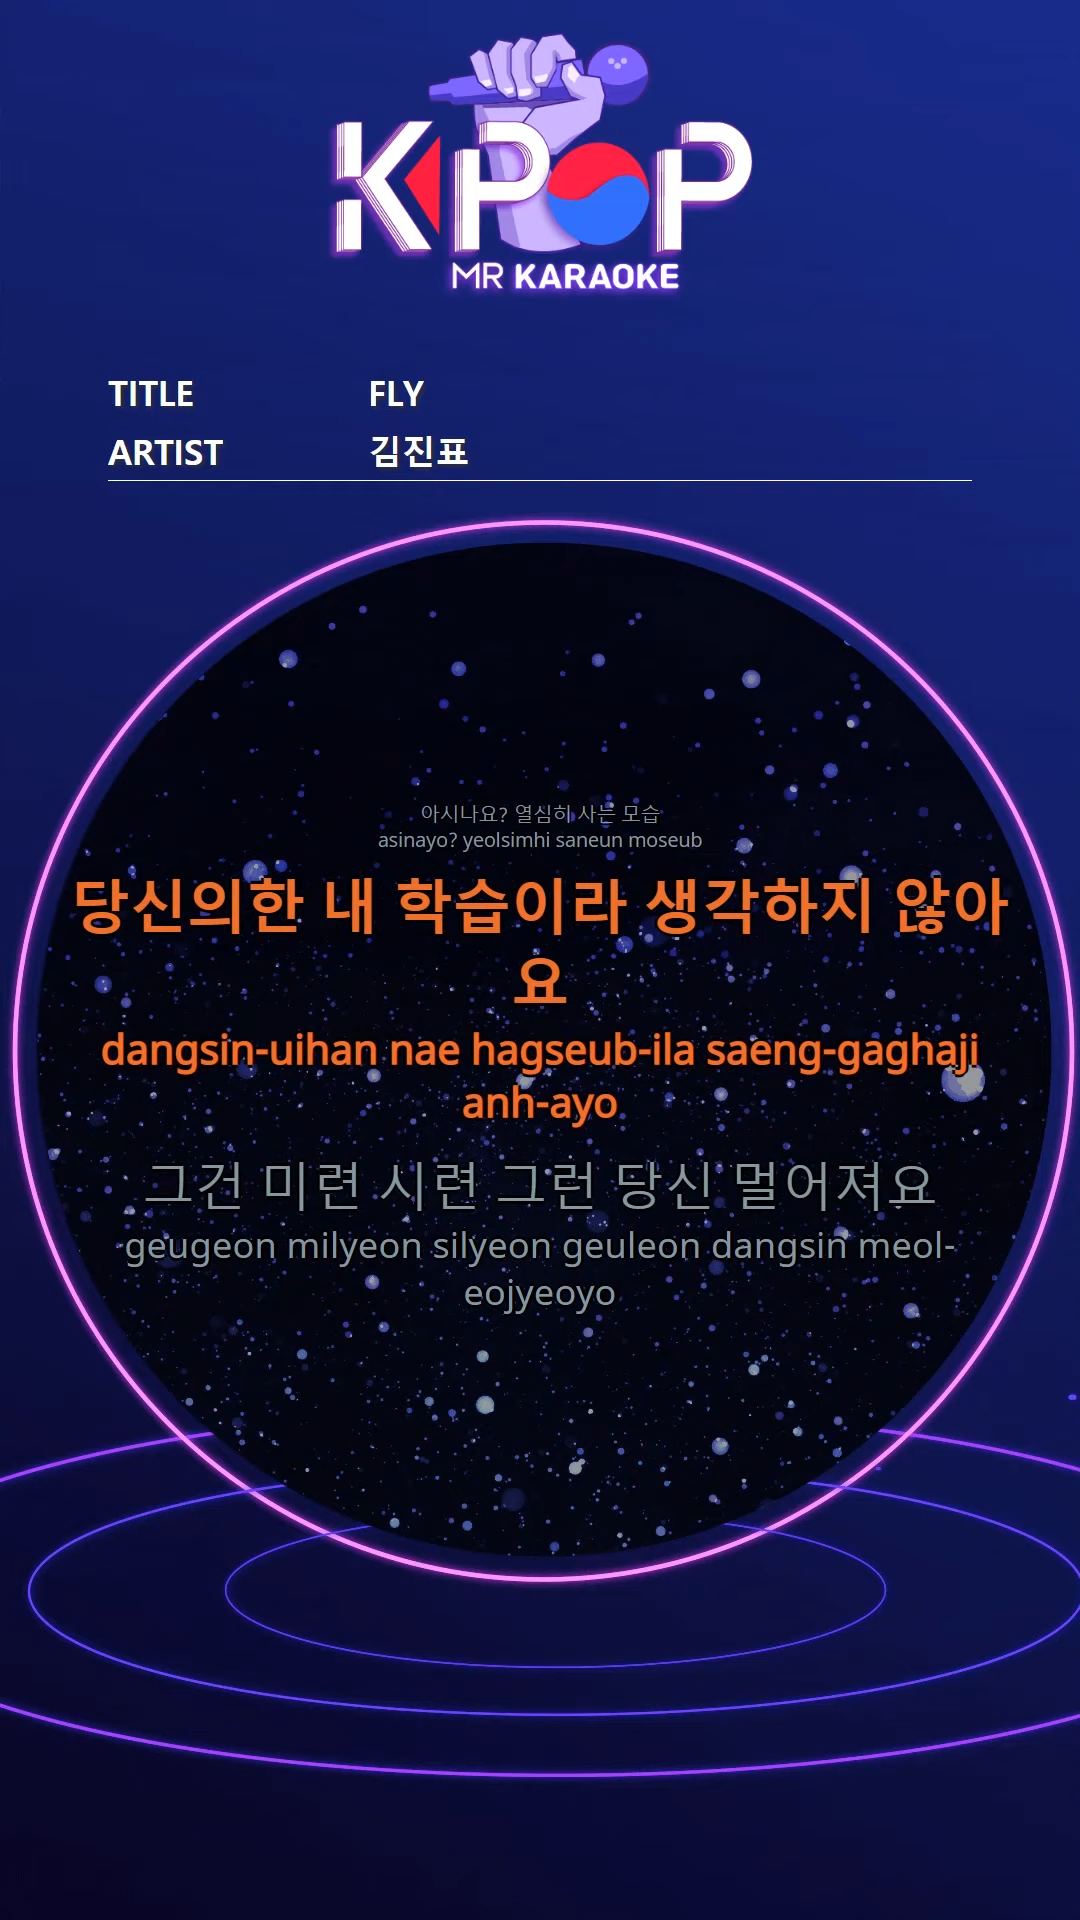 KPOP
MR KARAOKE
TITLE FLY
ARTIST 김진표
아시나요? 열심히 사는 모습
asinayo? yeolsimhi saneun moseub
당신의한 내 학습이라 생각하지 않아
요
dangsin-uihan nae hagseub-ila saeng-gaghaji
anh-ayo
그건 미련 시련 그런 당신 멀어져요
geugeon milyeon silyeon geuleon dangsin meol-
eojyeoyo